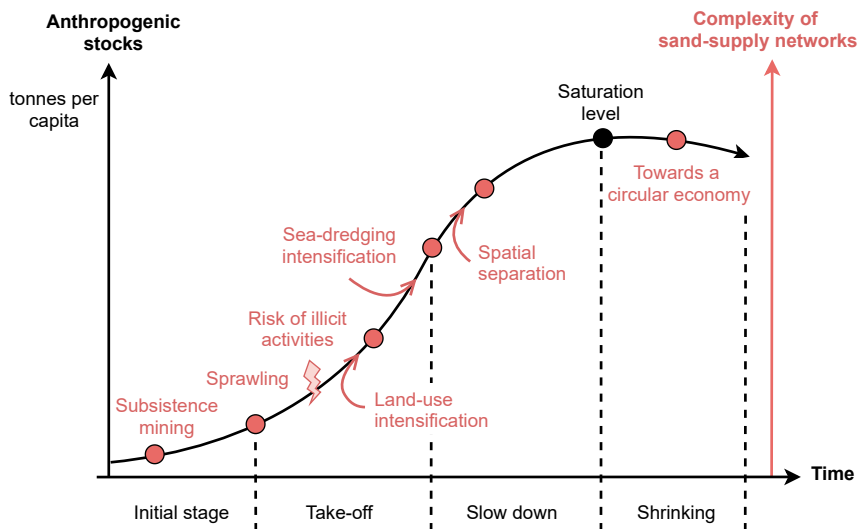 Anthropogenic
stocks
Complexity of
sand-supply networks
tonnes per
capita
Saturation
level
Towards a
circular economy
Sea-dredging
intensification
Spatial
separation
Risk of illicit
activities
Sprawling
Land-use
intensification
Subsistence
mining
Time
Initial stage
Take-off
Slow down
Shrinking